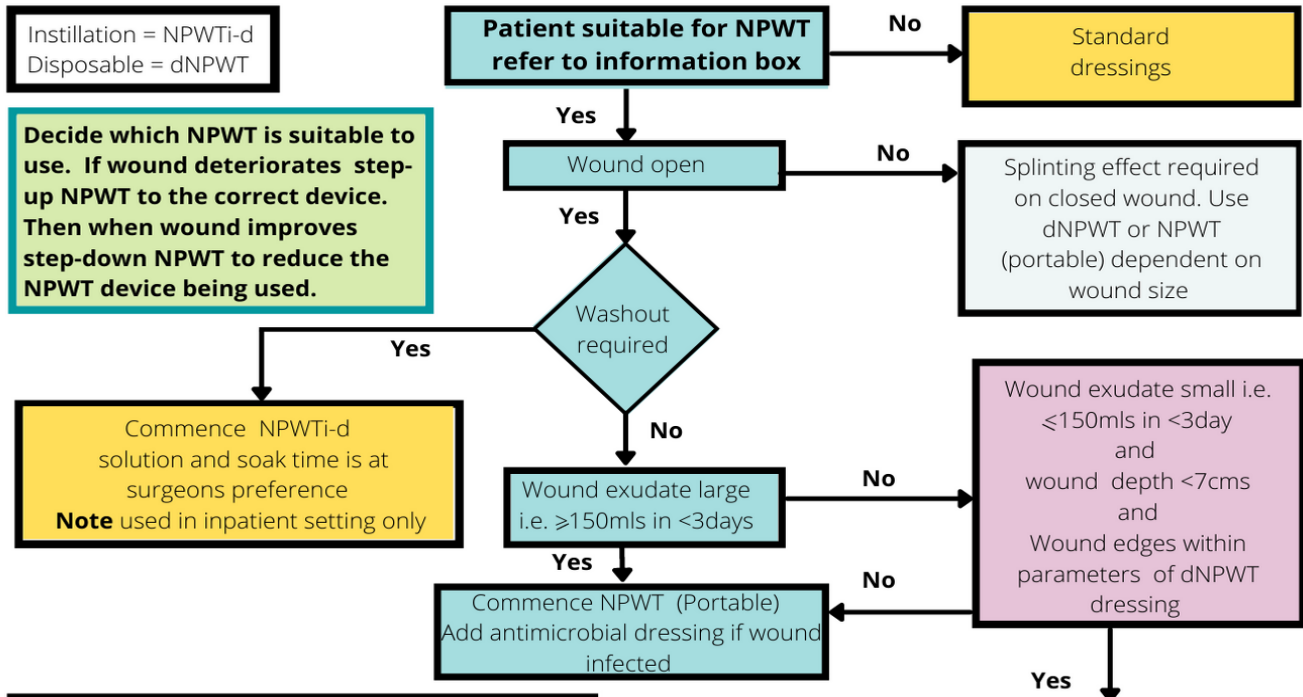 Instillation = NPWTi-d
Disposable = dNPWT
Patient suitable for NPWT
refer to information box
No
Standard
dressings
Yes
Decide which NPWT is suitable to
use. If wound deteriorates step-
up NPWT to the correct device.
Then when wound improves
step-down NPWT to reduce the
NPWT device being used.
Wound open
No
Splinting effect required
on closed wound. Use
dNPWT or NPWT
(portable) dependent on
wound size
Yes
Washout
required
Yes
Commence NPWTi-d
solution and soak time is at
surgeons preference
Note used in inpatient setting only
No
Wound exudate large
i.e. ⩾150mls in <3days
No
Wound exudate small i.e.
⩽150mls in <3day
and
wound depth <7cms
and
Wound edges within
parameters of dNPWT
dressing
Yes
No
Commence NPWT (Portable)
Add antimicrobial dressing if wound
infected
Yes